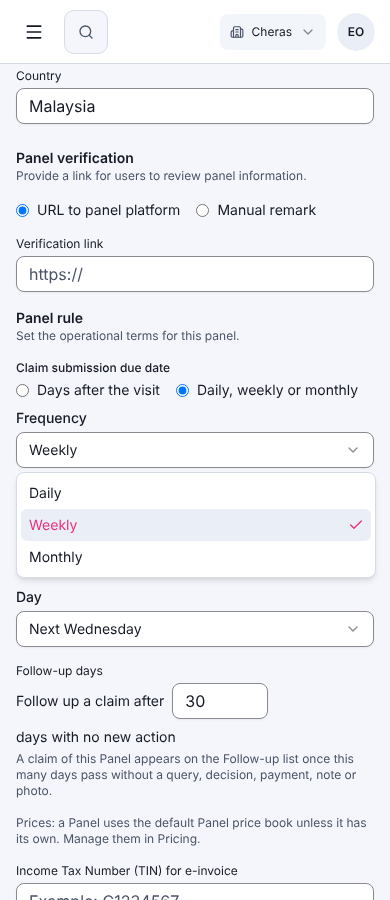 Cheras
EO
Country
Malaysia
Panel verification
Provide a link for users to review panel information.
URL to panel platform
Manual remark
Verification link
https://
Panel rule
Set the operational terms for this panel.
Claim submission due date
Days after the visit
Daily, weekly or monthly
Frequency
Weekly
Daily
Weekly
Monthly
Day
Next Wednesday
Follow-up days
Follow up a claim after 30
days with no new action
A claim of this Panel appears on the Follow-up list once this
many days pass without a query, decision, payment, note or
photo.
Prices: a Panel uses the default Panel price book unless it has
its own. Manage them in Pricing.
Income Tax Number (TIN) for e-invoice
Example: C1234567